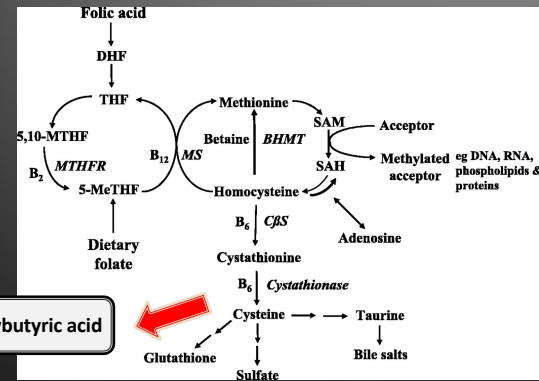 Folic acid
DHF
THF
Methionine
SAM
Acceptor
5,10-MTHF
Betaine
BHMT
B12
MS
MTHFR
B2
SAH
Methylated
acceptor
eg DNA, RNA,
phospholipids &
proteins
5-MeTHF
Homocysteine
B6
CβS
Adenosine
Dietary
folate
Cystathionine
B6
Cystathionase
ybutyric acid
Cysteine
Taurine
Glutathione
Bile salts
Sulfate